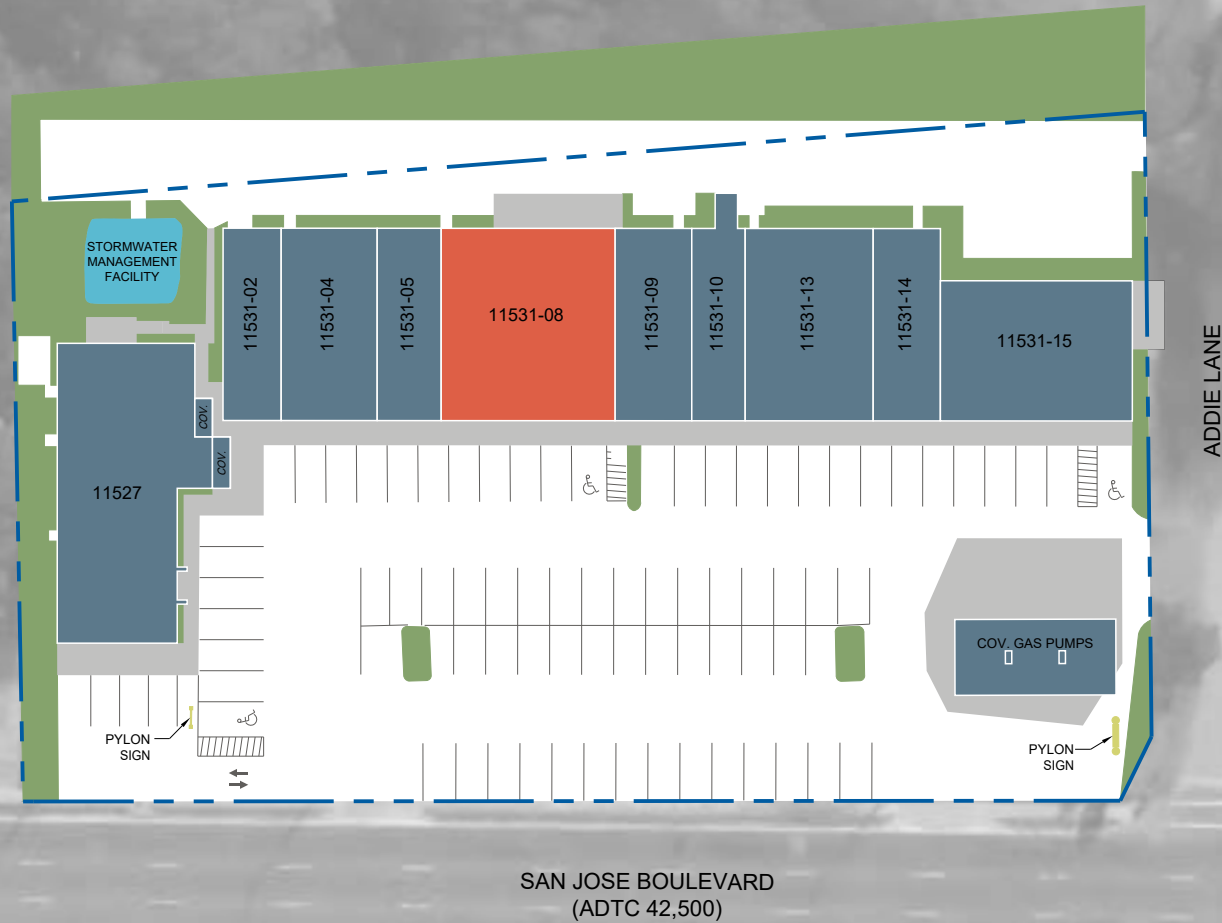 STORMWATER
MANAGEMENT
FACILITY
11531-02
11531-04
11531-05
11531-08
11531-09
11531-10
11531-13
11531-14
11531-15
ADDIE LANE
COV.
COV.
11527
COV. GAS PUMPS
PYLON
SIGN
PYLON
SIGN
SAN JOSE BOULEVARD
(ADTC 42,500)